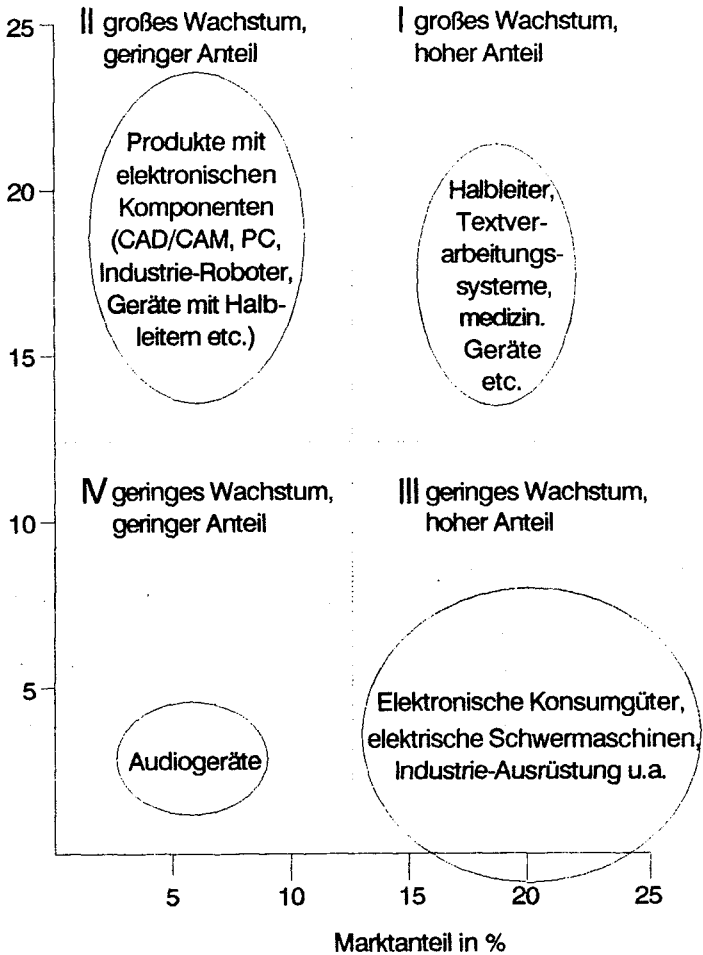 25
II großes Wachstum,
geringer Anteil
I großes Wachstum,
hoher Anteil
20
Produkte mit
elektronischen
Komponenten
(CAD/CAM, PC,
Industrie-Roboter,
Geräte mit Halb-
leitern etc.)
Halbleiter,
Textver-
arbeitungs-
systeme,
medizin.
Geräte
etc.
15
IV geringes Wachstum,
geringer Anteil
III geringes Wachstum,
hoher Anteil
10
5
Audiogeräte
Elektronische Konsumgüter,
elektrische Schwermaschinen,
Industrie-Ausrüstung u.a.
5
10
15
20
25
Marktanteil in %